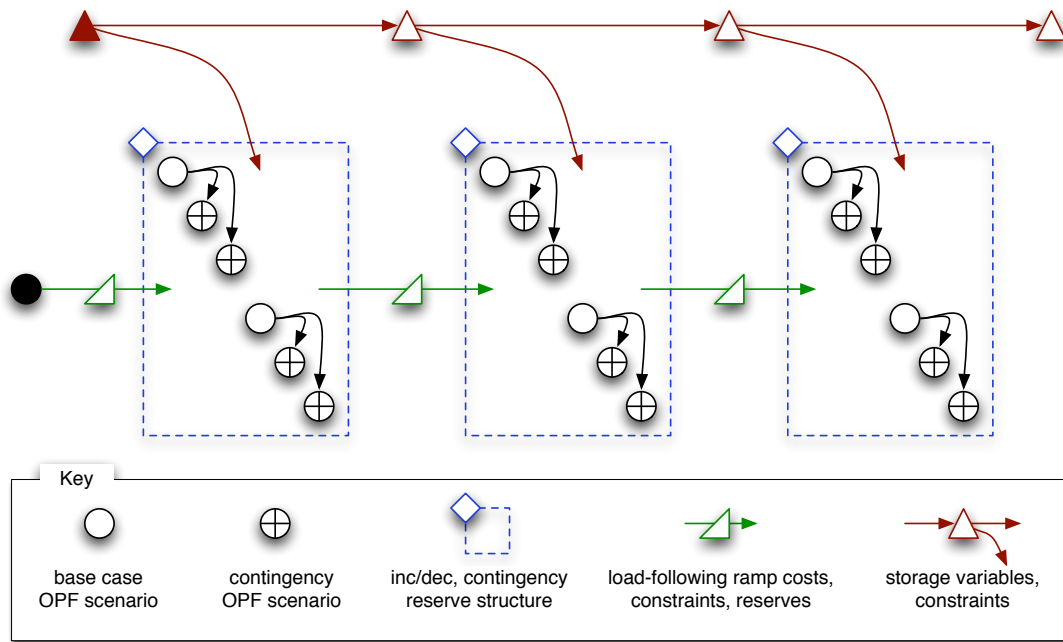 Key
base case
OPF scenario
contingency
OPF scenario
inc/dec, contingency
reserve structure
load-following ramp costs,
constraints, reserves
storage variables,
constraints